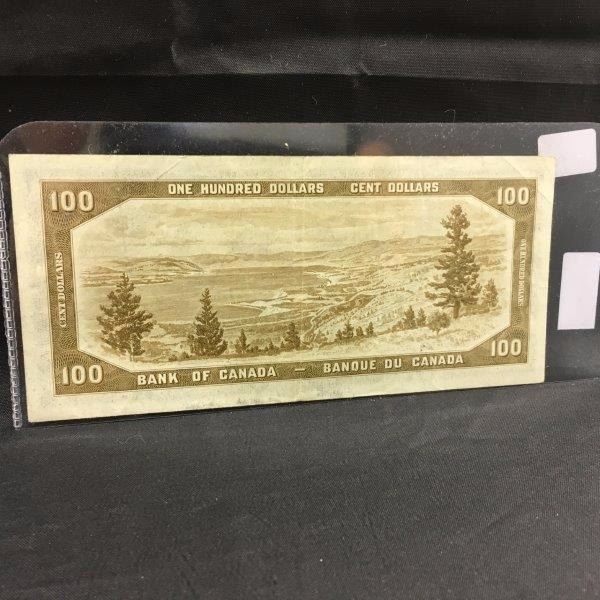 100 ONE HUNDRED DOLLARS CENT DOLLARS 100
CENT DOLLARS
ONE HUNDRED DOLLARS
100 BANK OF CANADA — BANQUE DU CANADA 100